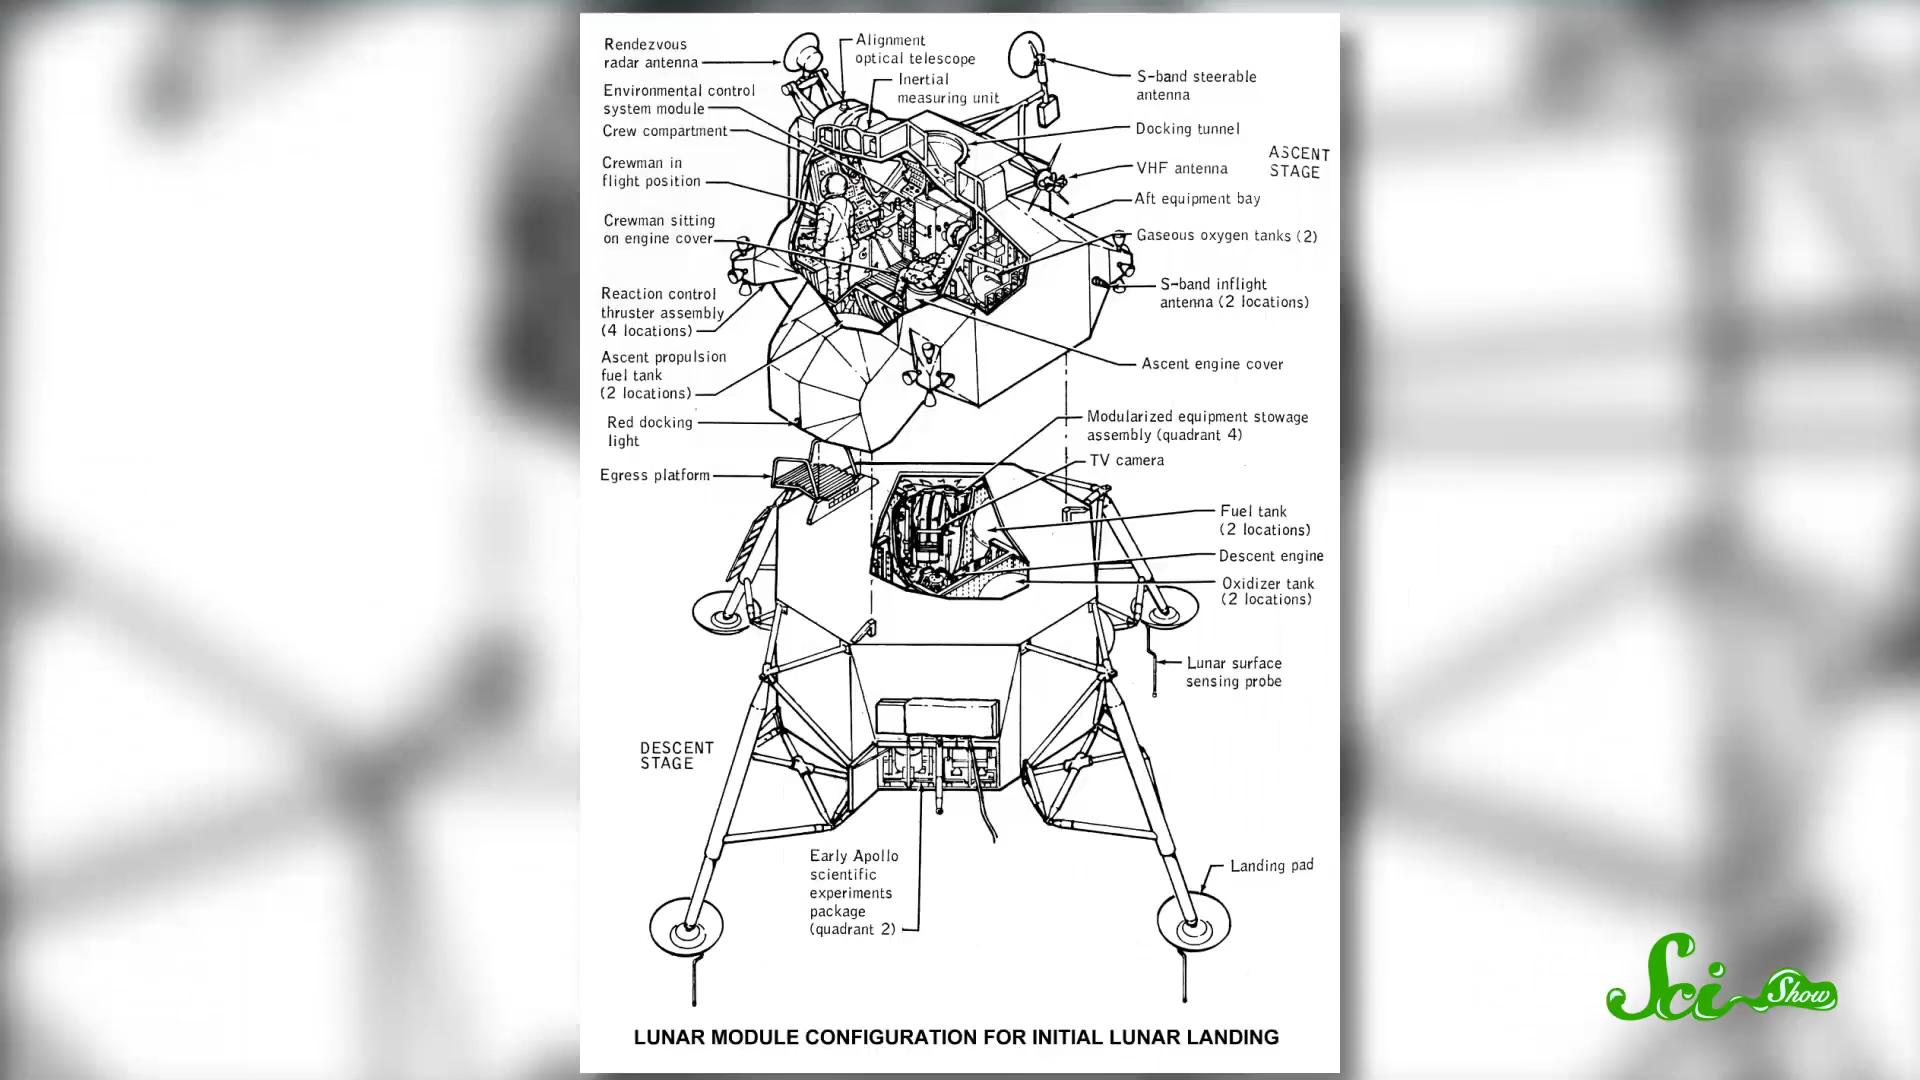 Rendezvous
radar antenna
Alignment
optical telescope
Inertial
measuring unit
Environmental control
system module
Crew compartment
Crewman in
flight position
Crewman sitting
on engine cover
Reaction control
thruster assembly
(4 locations)
Ascent propulsion
fuel tank
(2 locations)
Red docking
light
Egress platform
S-band steerable
antenna
Docking tunnel
ASCENT
STAGE
VHF antenna
Aft equipment bay
Gaseous oxygen tanks (2)
S-band inflight
antenna (2 locations)
Ascent engine cover
Modularized equipment stowage
assembly (quadrant 4)
TV camera
Fuel tank
(2 locations)
Descent engine
Oxidizer tank
(2 locations)
Lunar surface
sensing probe
DESCENT
STAGE
Early Apollo
scientific
experiments
package
(quadrant 2)
Landing pad
LUNAR MODULE CONFIGURATION FOR INITIAL LUNAR LANDING
Sci Show